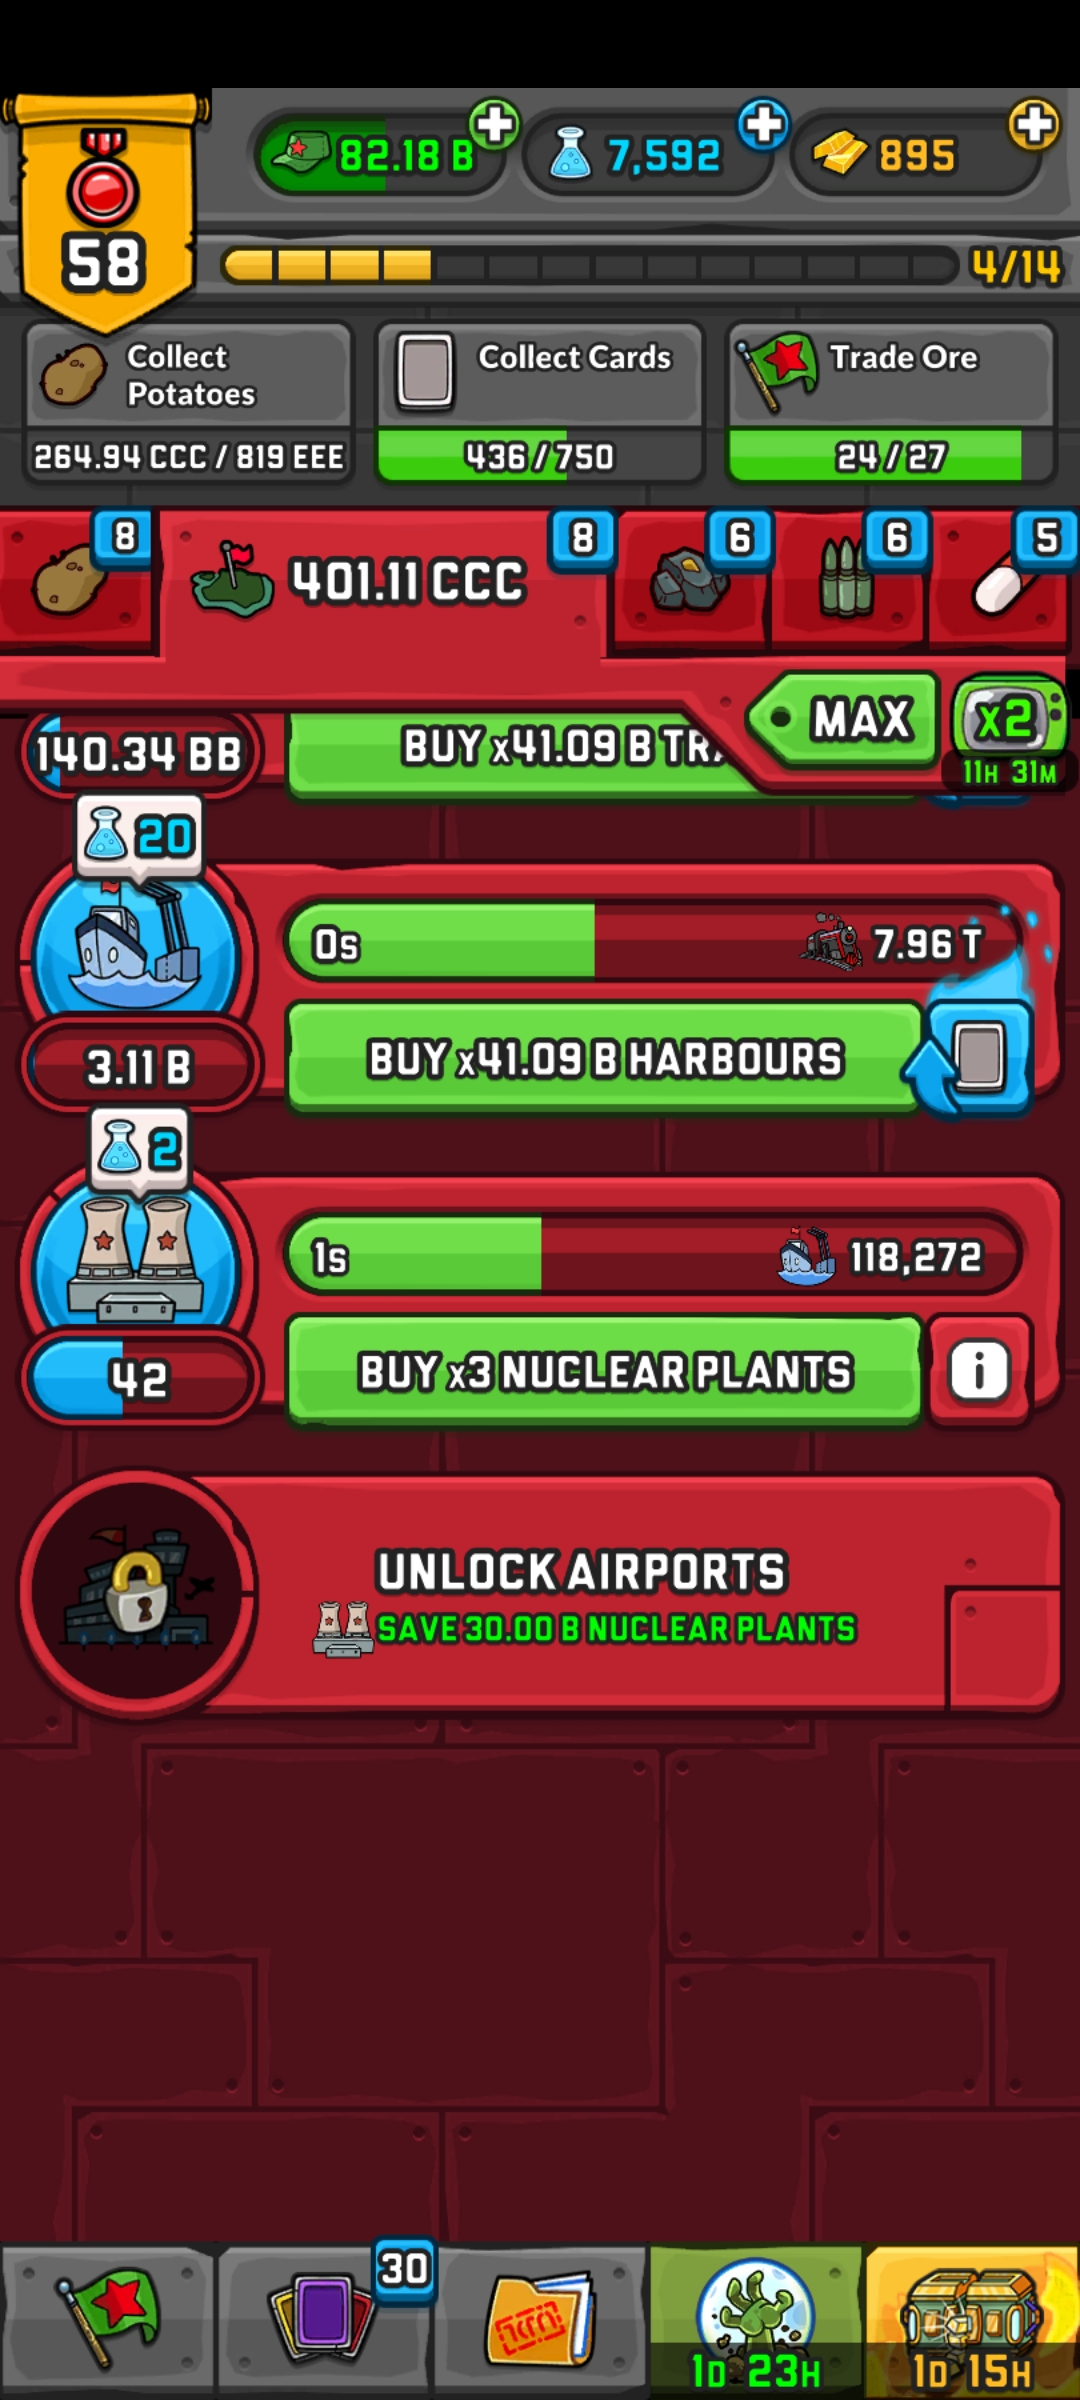 82.18 B
7,592
895
58
4/14
Collect
Potatoes
264.94 CCC / 819 EEE
Collect Cards
436 / 750
Trade Ore
24 / 27
8
401.11 CCC
8
6
6
5
MAX
x2
11H 31M
140.34 BB
BUY x41.09 B
20
0s
7.96 T
3.11 B
BUY x41.09 B HARBOURS
2
1s
118,272
42
BUY x3 NUCLEAR PLANTS
i
UNLOCK AIRPORTS
SAVE 30.00 B NUCLEAR PLANTS
30
1D 23H
1D 15H